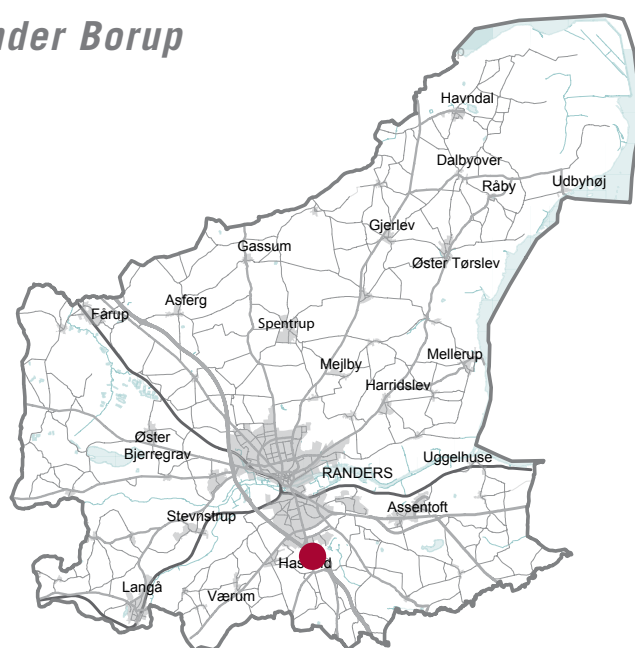 nder Borup
Havndal
Dalbyover
Råby
Udbyhøj
Gjerlev
Gassum
Øster Tørslev
Asferg
Fårup
Spentrup
Mejlby
Mellerup
Harridslev
Øster
Bjerregrav
Uggelhuse
RANDERS
Assentoft
Stevnstrup
Langå
Værum